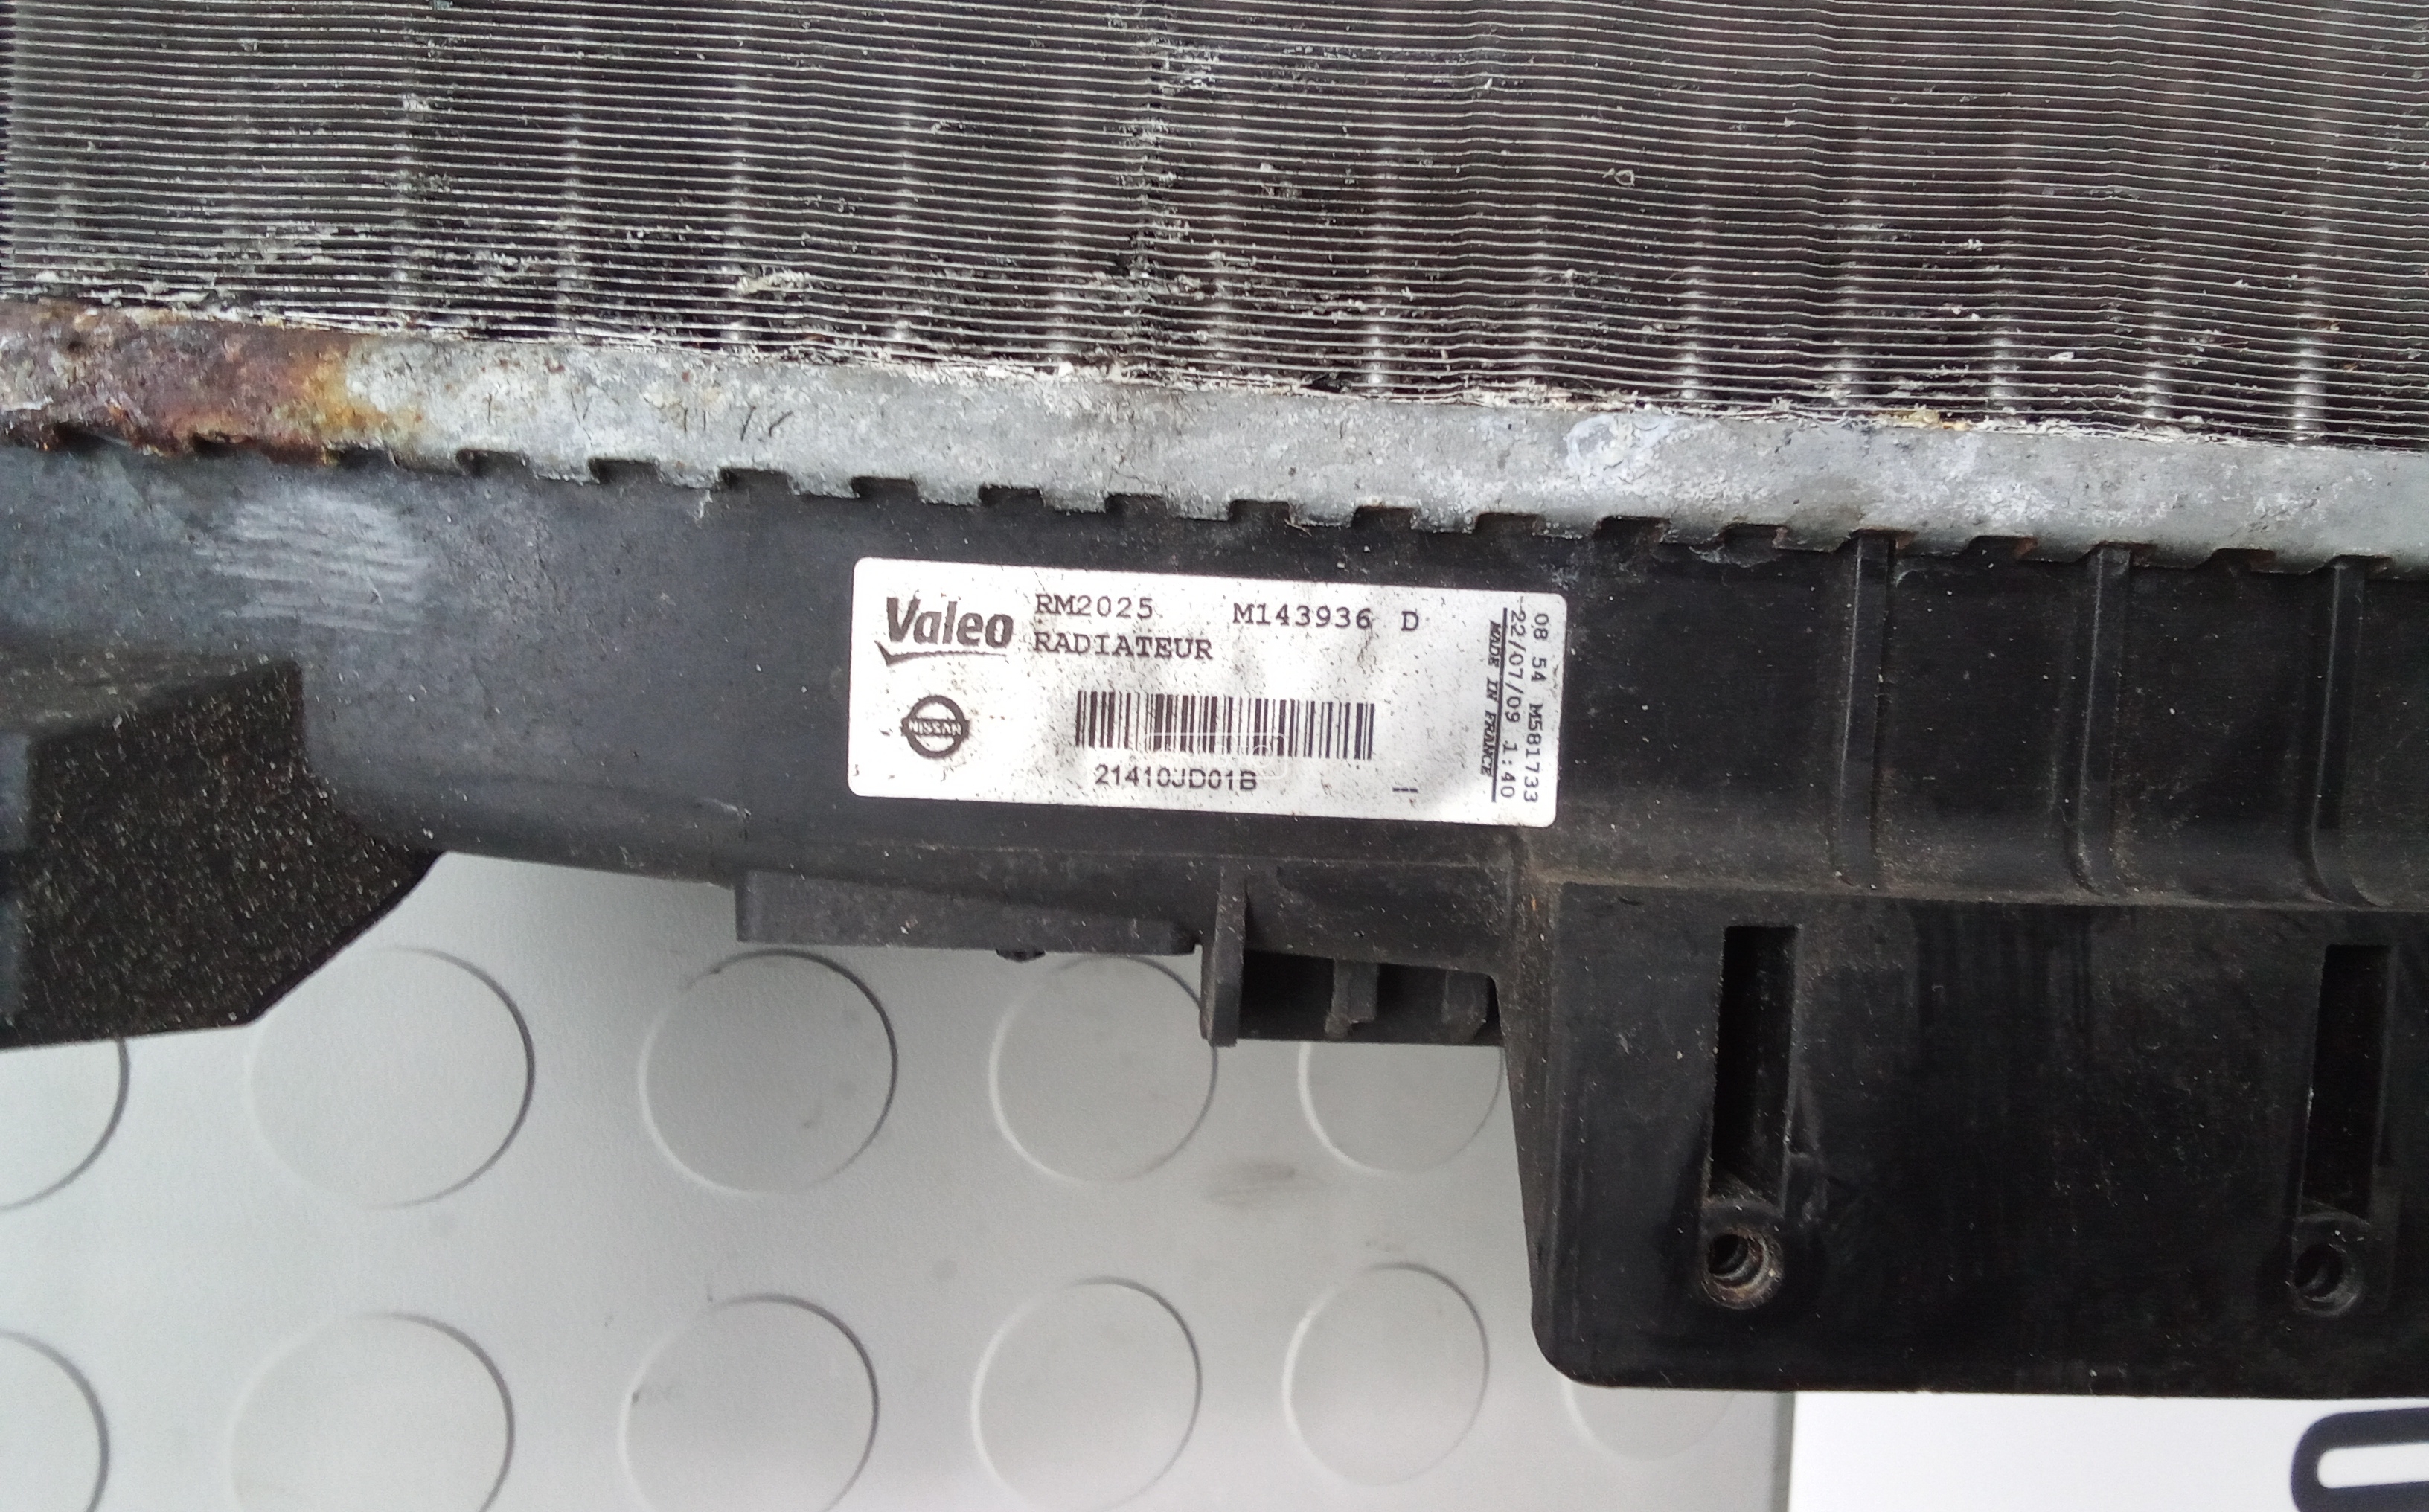 Valeo
RM2025 M143936 D
RADIATEUR
NISSAN
21410JD01B
08 54 M581733
22/07/09 1:40
MADE IN FRANCE